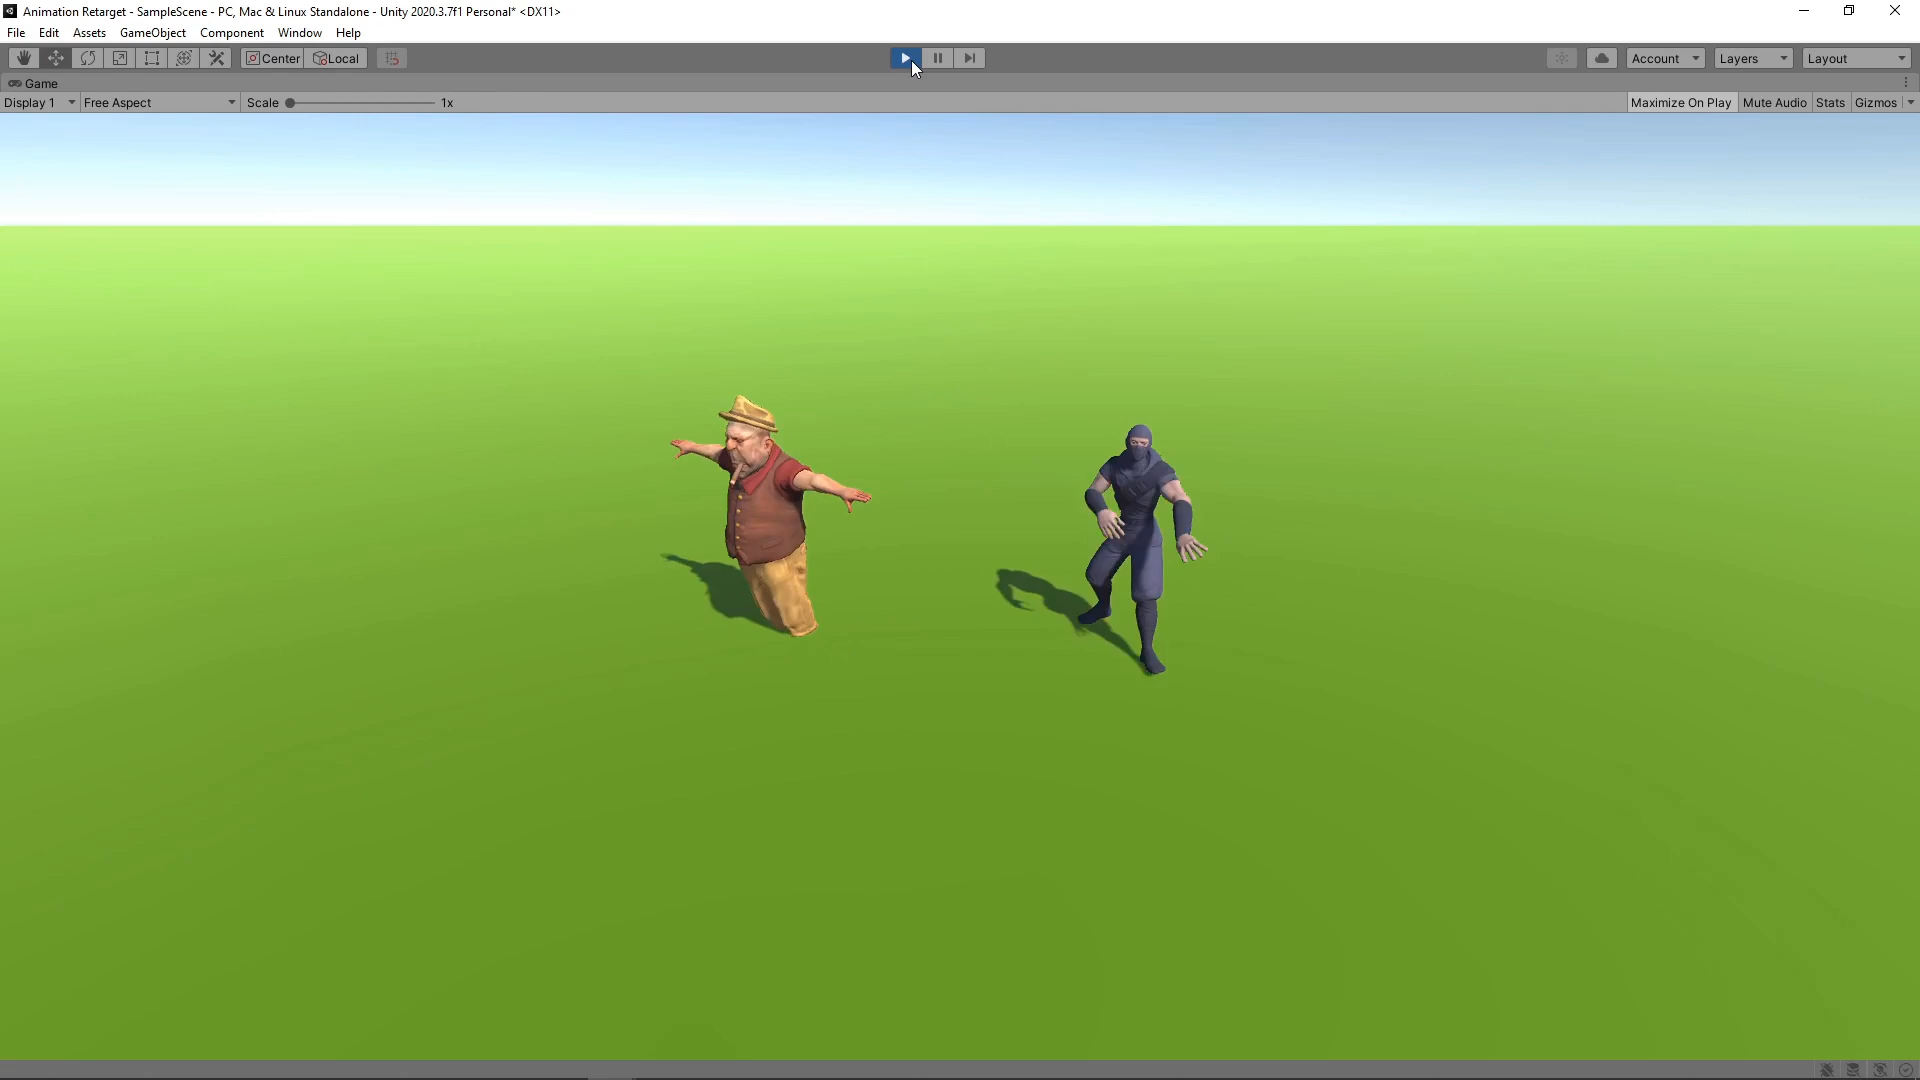 Animation Retarget - SampleScene - PC, Mac & Linux Standalone - Unity 2020.3.7f1 Personal* <DX11>
File Edit Assets GameObject Component Window Help
Center Local Account Layers Layout
Game
Display 1 Free Aspect Scale 1x Maximize On Play Mute Audio Stats Gizmos